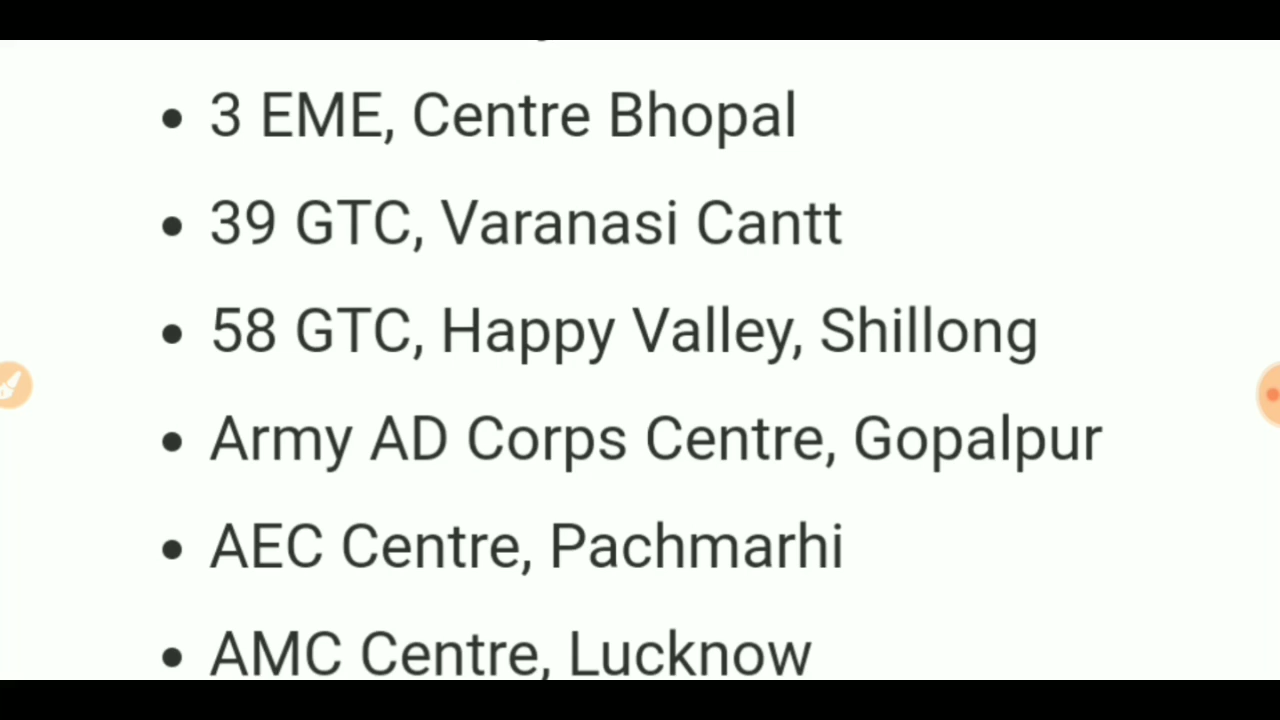 • 3 EME, Centre Bhopal
• 39 GTC, Varanasi Cantt
• 58 GTC, Happy Valley, Shillong
• Army AD Corps Centre, Gopalpur
• AEC Centre, Pachmarhi
• AMC Centre, Lucknow